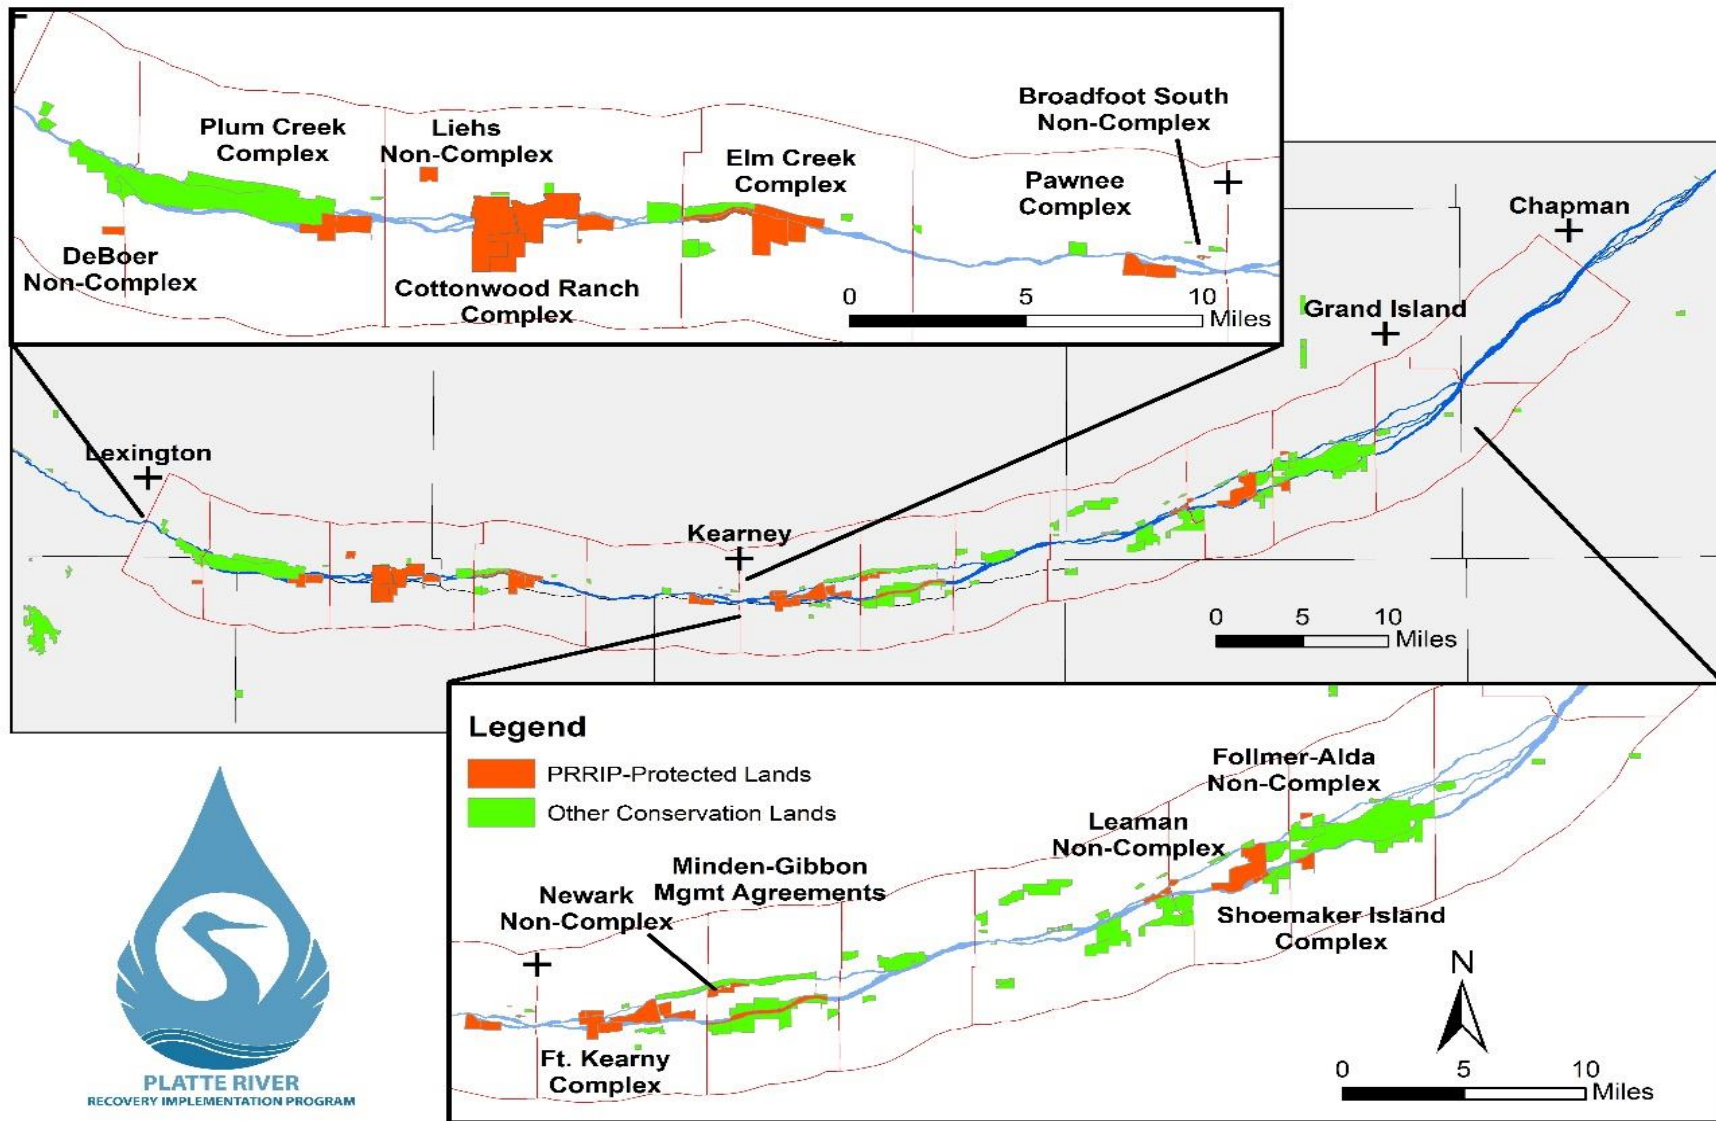 Plum Creek
Complex
Liehs
Non-Complex
Elm Creek
Complex
Broadfoot South
Non-Complex
Pawnee
Complex
DeBoer
Non-Complex
Cottonwood Ranch
Complex
0 5 10
Miles
Chapman
Grand Island
Lexington
Kearney
0 5 10
Miles
Legend
PRRIP-Protected Lands
Other Conservation Lands
Follmer-Alda
Non-Complex
Leaman
Non-Complex
Minden-Gibbon
Mgmt Agreements
Newark
Non-Complex
Shoemaker Island
Complex
Ft. Kearny
Complex
N
0 5 10
Miles
PLATTE RIVER
RECOVERY IMPLEMENTATION PROGRAM